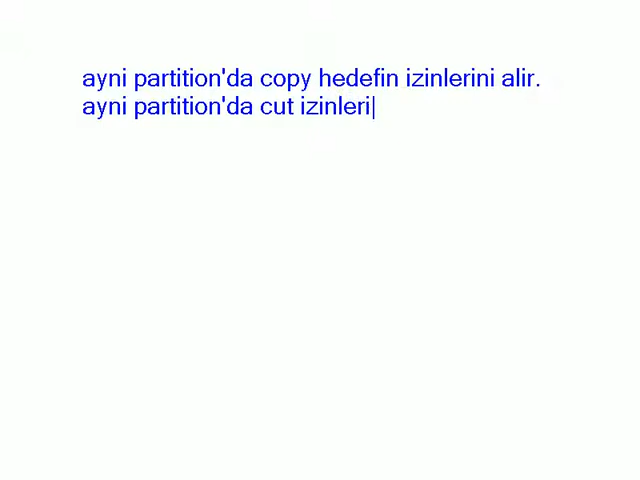 ayni partition'da copy hedefin izinlerini alir.
ayni partition'da cut izinleri